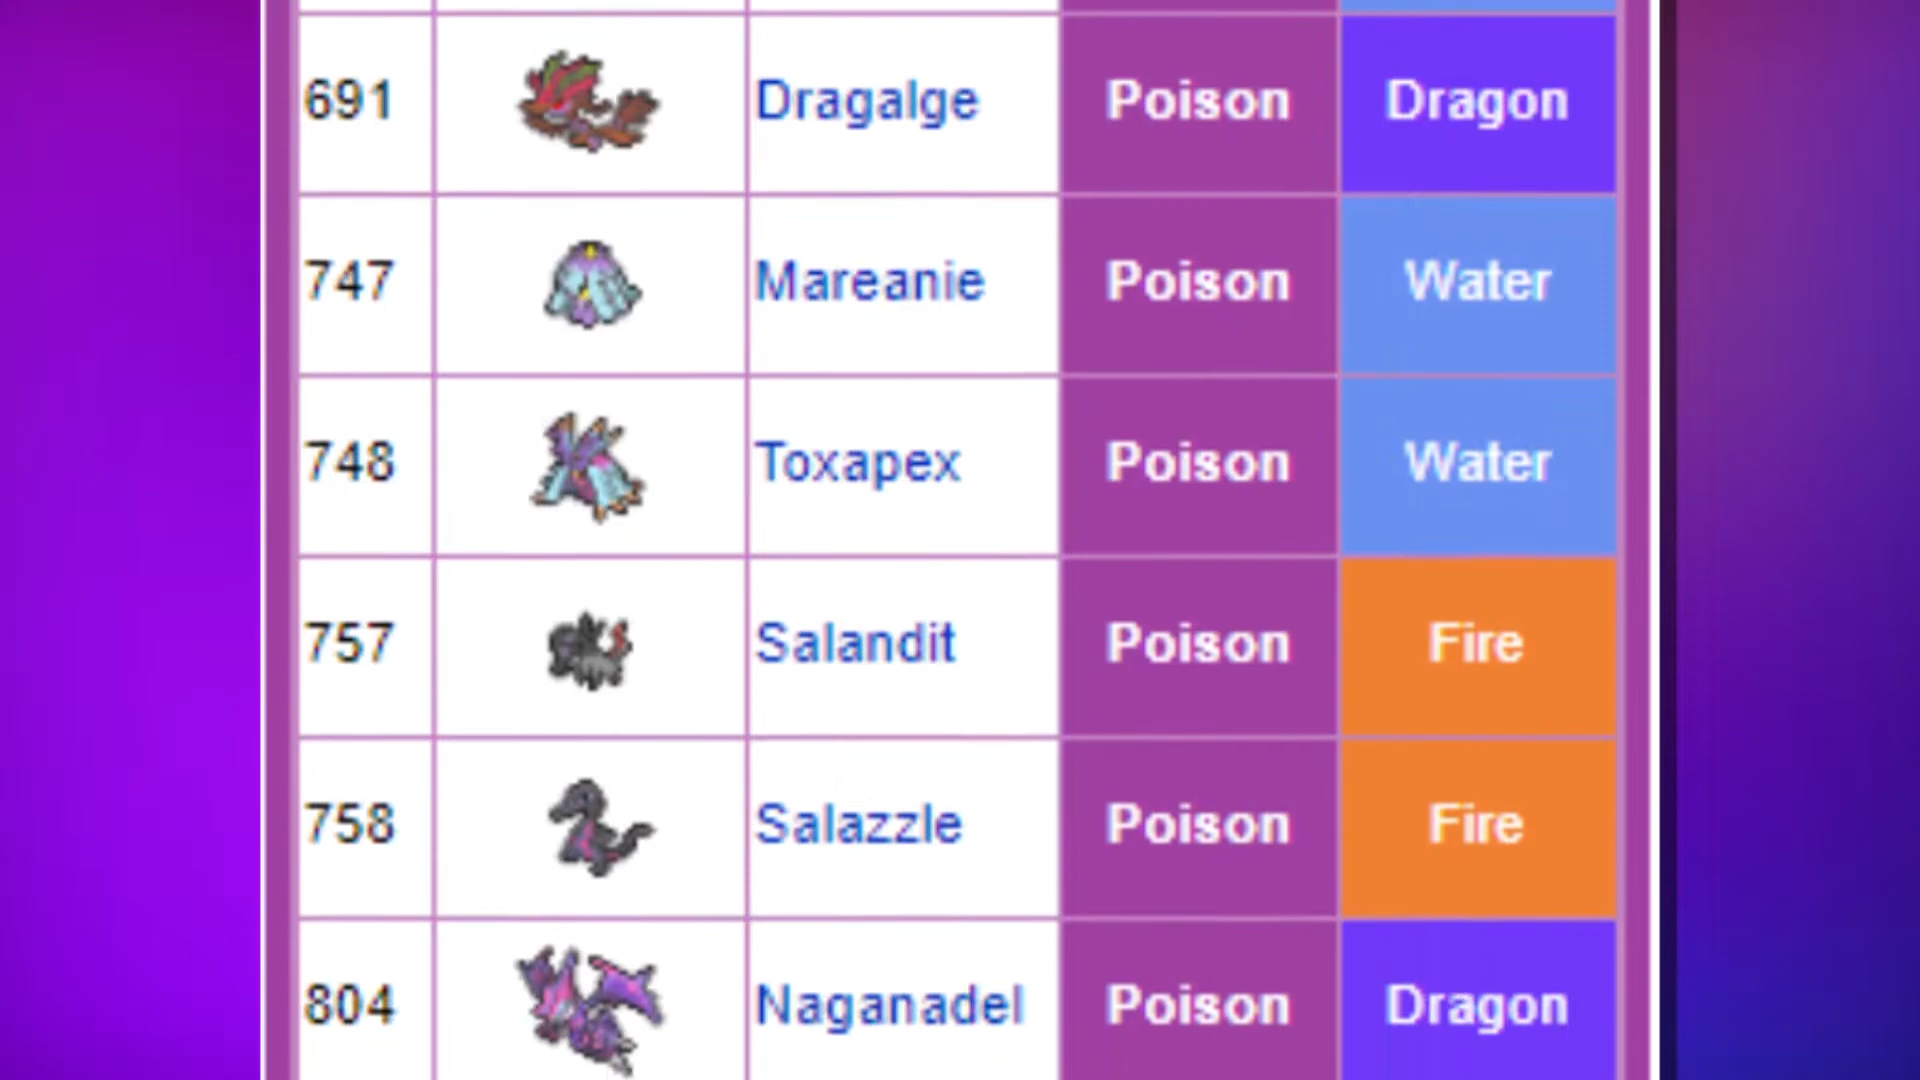 691 Dragalge Poison Dragon
747 Mareanie Poison Water
748 Toxapex Poison Water
757 Salandit Poison Fire
758 Salazzle Poison Fire
804 Naganadel Poison Dragon